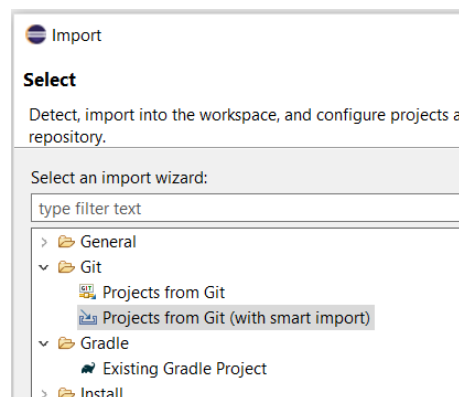 Import
Select
Detect, import into the workspace, and configure projects a
repository.
Select an import wizard:
type filter text
General
Git
Projects from Git
Projects from Git (with smart import)
Gradle
Existing Gradle Project
Install